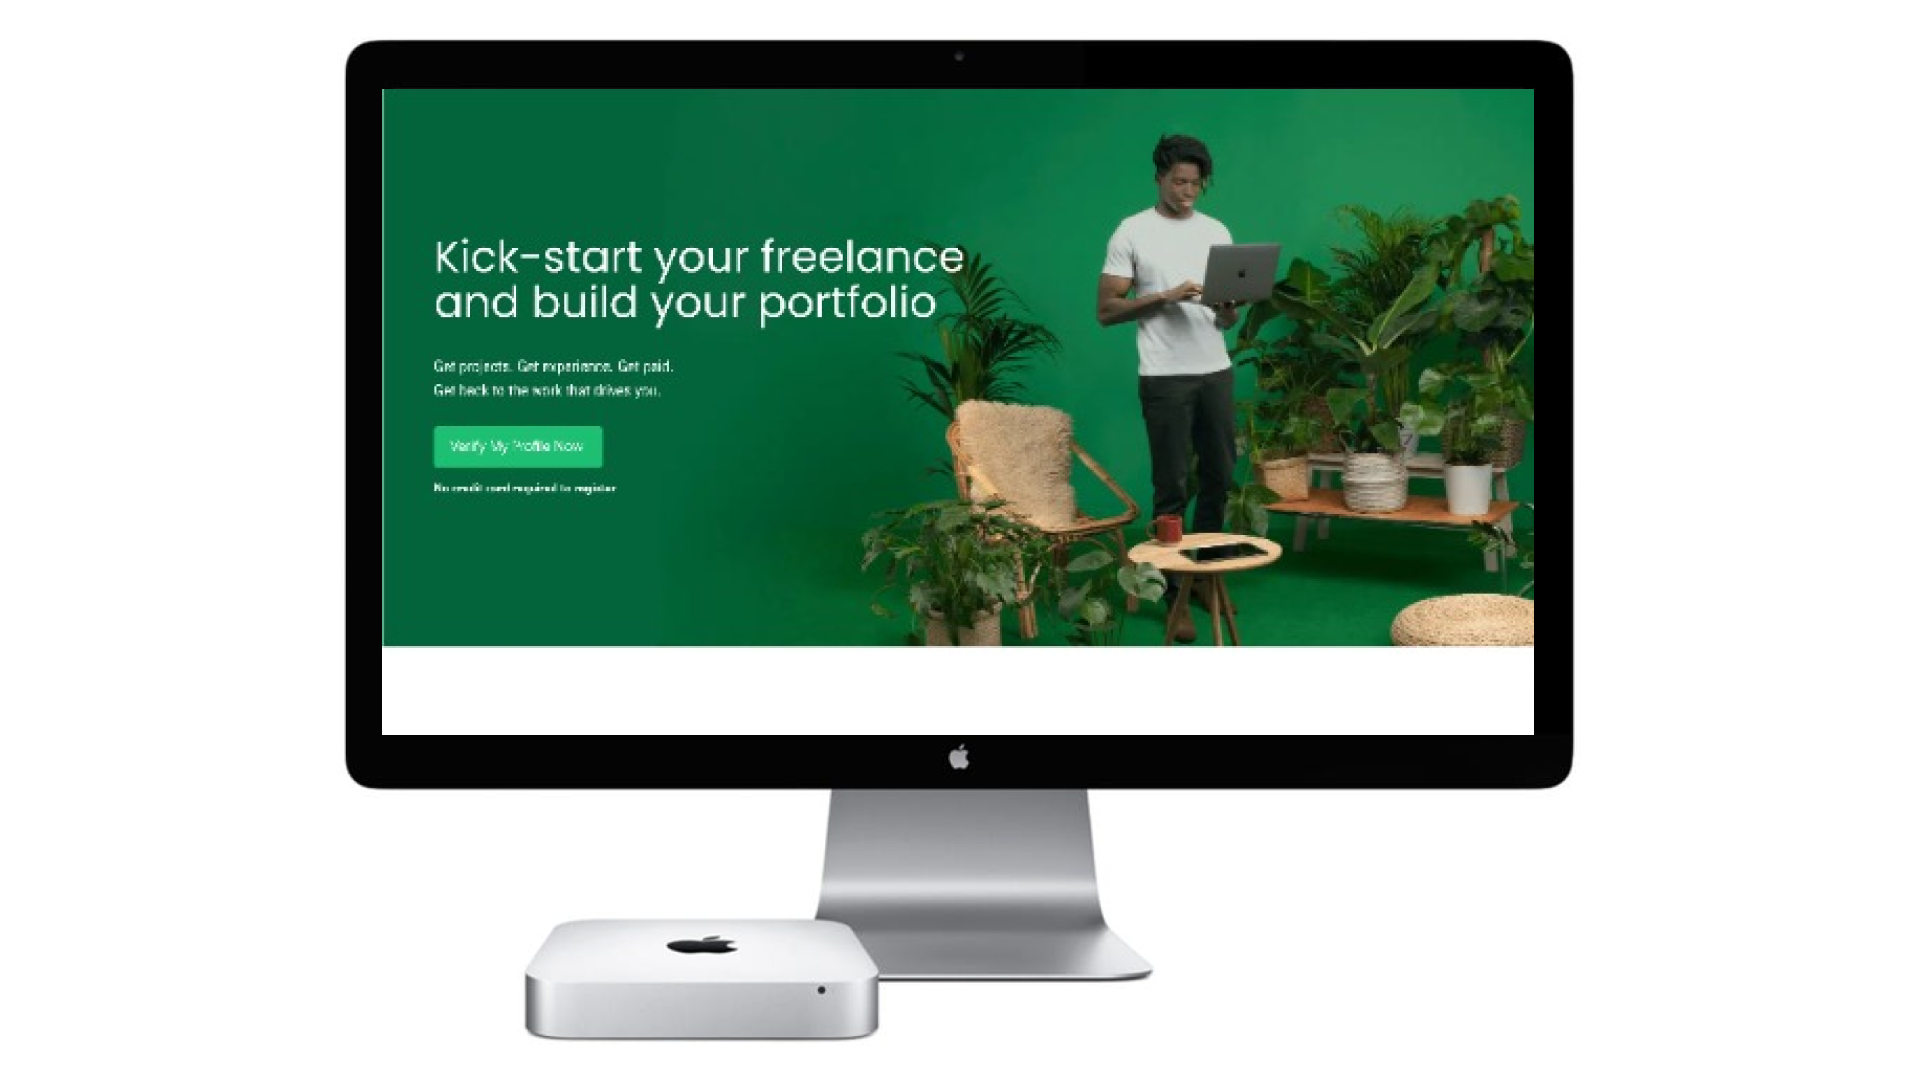 Kick-start your freelance
and build your portfolio
Get projects. Get experience. Get paid.
Get back to the work that drives you.
Verify My Profile Now
No credit card required to register